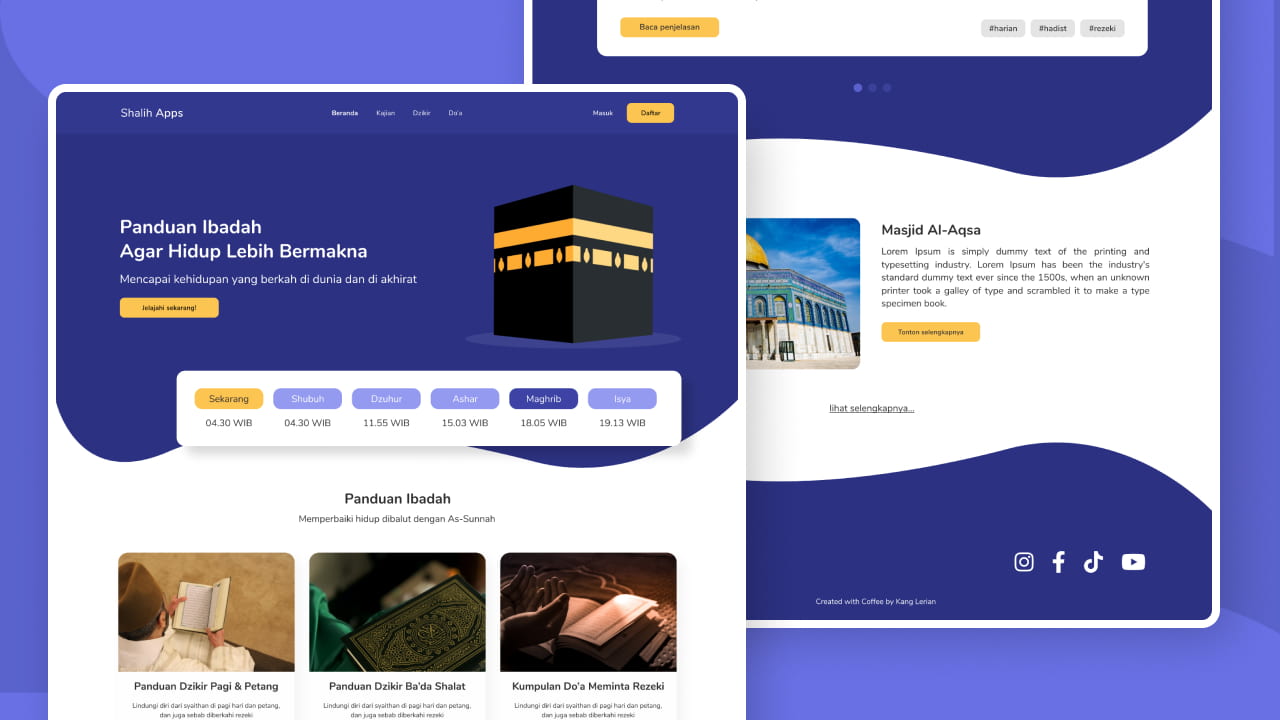 Baca penjelasan
#harian #hadist #rezeki
Shalih Apps
Beranda Kajian Dzikir Do'a
Masuk Daftar
Panduan Ibadah
Agar Hidup Lebih Bermakna
Mencapai kehidupan yang berkah di dunia dan di akhirat
Jelajahi sekarang!
Sekarang Shubuh Dzuhur Ashar Maghrib Isya
04.30 WIB 04.30 WIB 11.55 WIB 15.03 WIB 18.05 WIB 19.13 WIB
Panduan Ibadah
Memperbaiki hidup dibalut dengan As-Sunnah
Panduan Dzikir Pagi & Petang
Lindungi diri dari syaithan di pagi hari dan petang,
dan juga sebab diberkahi rezeki
Panduan Dzikir Ba'da Shalat
Lindungi diri dari syaithan di pagi hari dan petang,
dan juga sebab diberkahi rezeki
Kumpulan Do'a Meminta Rezeki
Lindungi diri dari syaithan di pagi hari dan petang,
dan juga sebab diberkahi rezeki
Masjid Al-Aqsa
Lorem Ipsum is simply dummy text of the printing and
typesetting industry. Lorem Ipsum has been the industry's
standard dummy text ever since the 1500s, when an unknown
printer took a galley of type and scrambled it to make a type
specimen book.
Tonton selengkapnya
lihat selengkapnya...
Created with Coffee by Kang Lerian